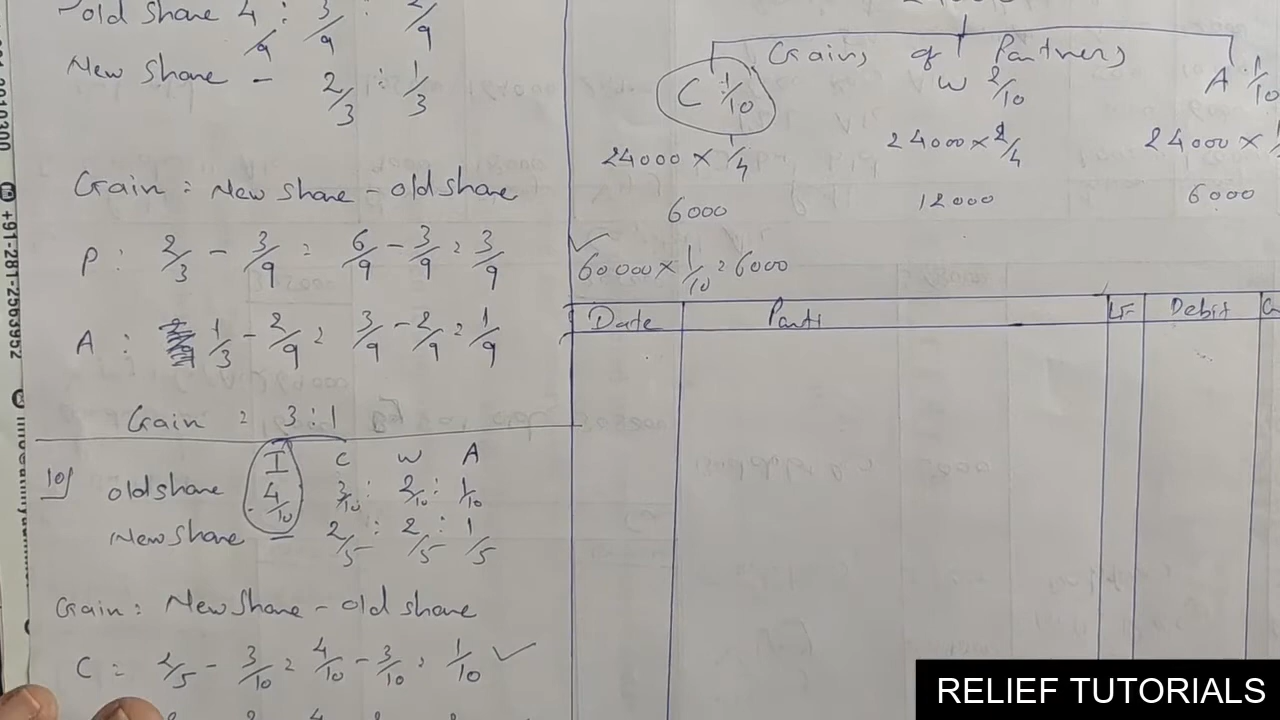 old share 4/9 : 3/9 : 2/9
New Share - 2/3 : 1/3
Gain = New share - old share
P : 2/3 - 3/9 = 6/9 - 3/9 = 3/9
A : 1/3 - 2/9 = 3/9 - 2/9 = 1/9
Gain = 3 : 1
10) I C W A
old share 4/10 3/10 : 2/10 : 1/10
New share = 2/5 : 2/5 : 1/5
Gain = New share - old share
C = 2/5 - 3/10 = 4/10 - 3/10 = 1/10 ✓
Gains of Partners
C 1/10 W 2/10 A 1/10
24000 × 1/4 24000 × 2/4 24000 ×
6000 12000 6000
60000 × 1/10 = 6000
Date Parti LF Debit
+91-281-2563952
RELIEF TUTORIALS